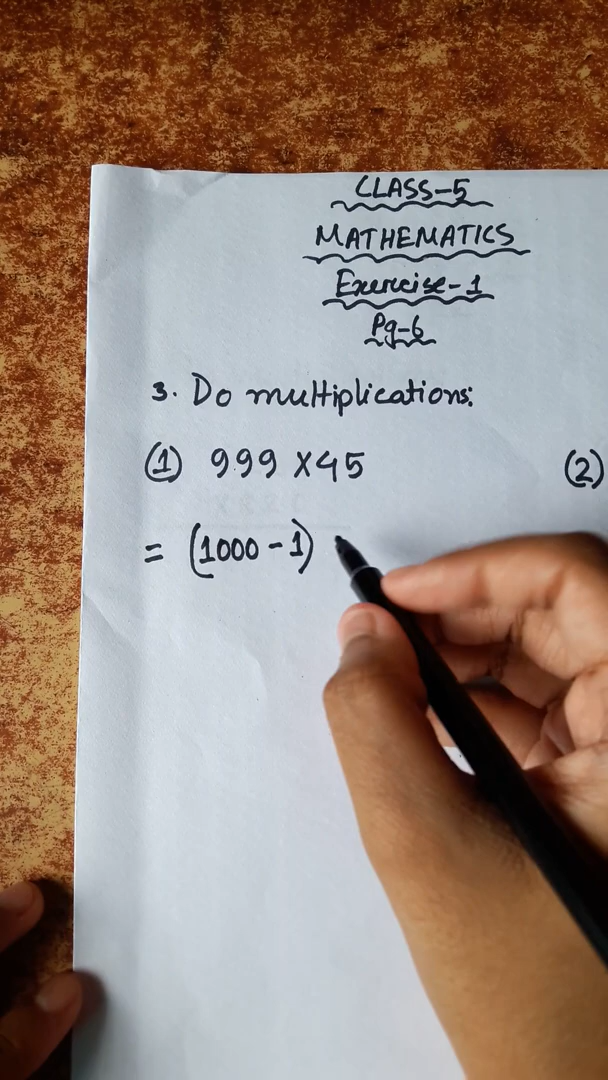 CLASS-5
MATHEMATICS
Exercise-1
Pg-6
3. Do multiplications:
(1) 999 x 45 (2)
= (1000 - 1)